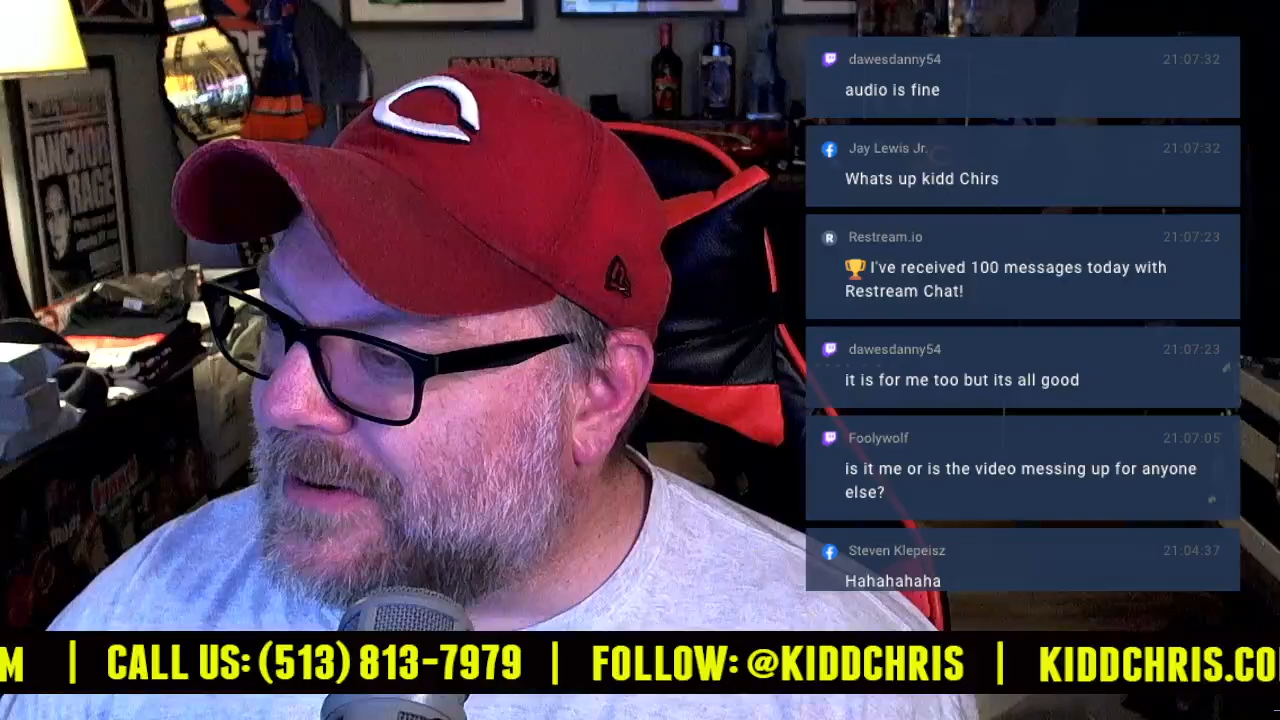 dawesdanny54 21:07:32
audio is fine
Jay Lewis Jr. 21:07:32
Whats up kidd Chirs
R Restream.io 21:07:23
🏆 I've received 100 messages today with
Restream Chat!
dawesdanny54 21:07:23
it is for me too but its all good
Foolywolf 21:07:05
is it me or is the video messing up for anyone
else?
Steven Klepeisz 21:04:37
Hahahahaha
C
ANCHOR
RAGE
M | CALL US: (513) 813-7979 | FOLLOW: @KIDDCHRIS | KIDDCHRIS.CO